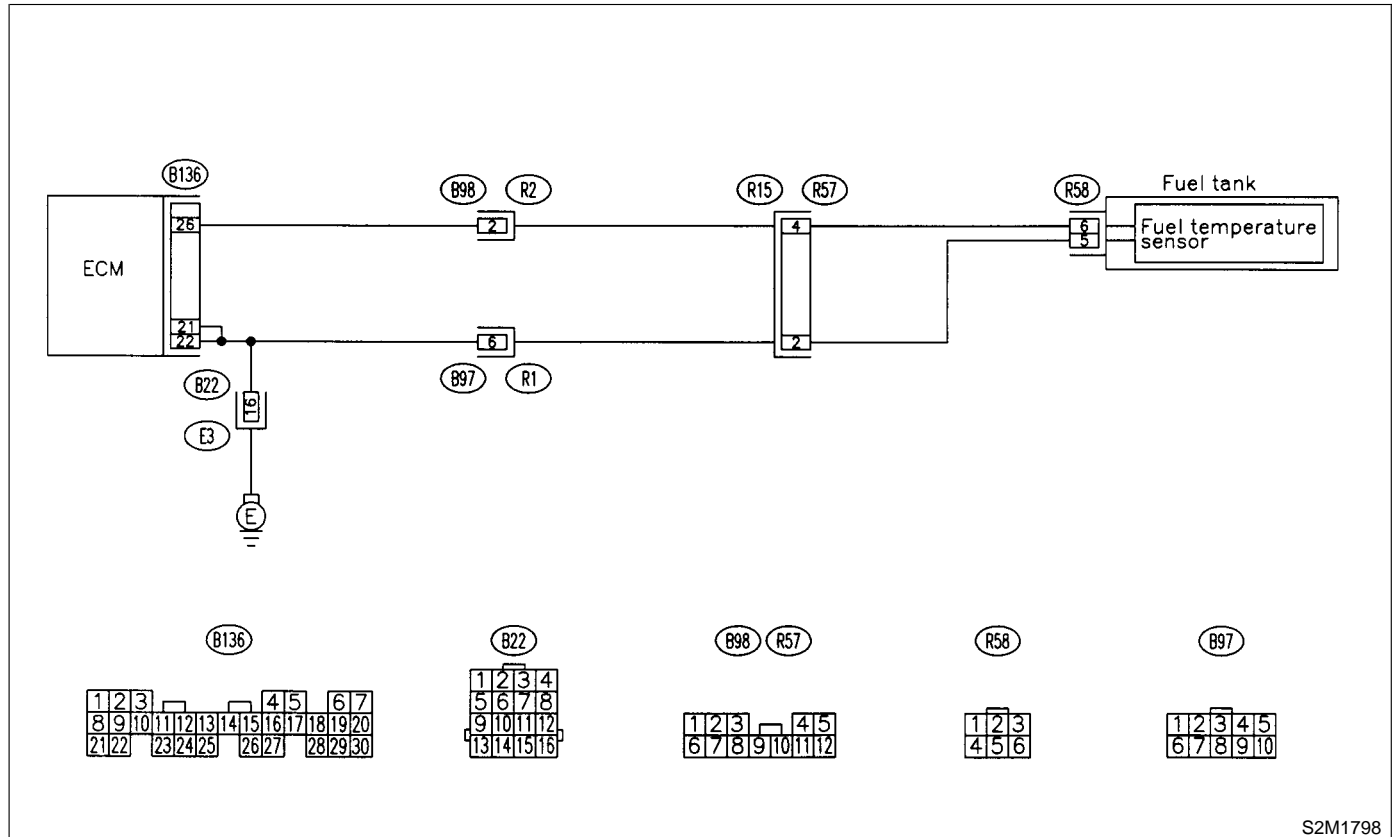 B136 B98 R2 R15 R57 R58 Fuel tank
26 2 4 6 Fuel temperature
5 sensor
ECM
21
22 6 2
B22 B97 R1
16
E3
E
B136 B22 B98 R57 R58 B97
1 2 3 4 5 6 7
8 9 10 11 12 13 14 15 16 17 18 19 20
21 22 23 24 25 26 27 28 29 30
1 2 3 4
5 6 7 8
9 10 11 12
13 14 15 16
1 2 3 4 5
6 7 8 9 10 11 12
1 2 3
4 5 6
1 2 3 4 5
6 7 8 9 10
S2M1798